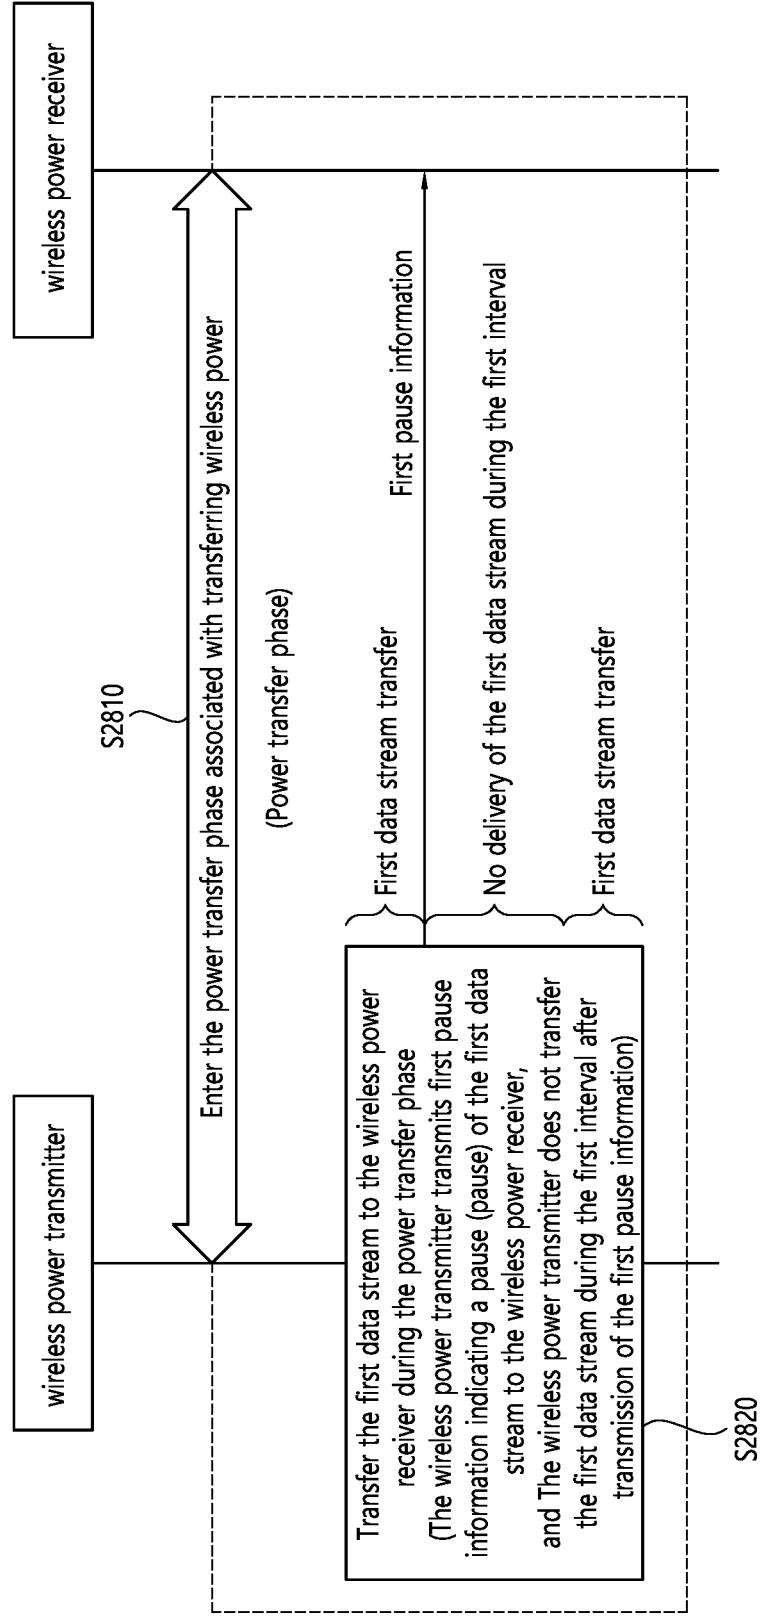 wireless power transmitter
wireless power receiver
S2810
Enter the power transfer phase associated with transferring wireless power
(Power transfer phase)
Transfer the first data stream to the wireless power
receiver during the power transfer phase
(The wireless power transmitter transmits first pause
information indicating a pause (pause) of the first data
stream to the wireless power receiver,
and The wireless power transmitter does not transfer
the first data stream during the first interval after
transmission of the first pause information)
First data stream transfer
First pause information
No delivery of the first data stream during the first interval
First data stream transfer
S2820